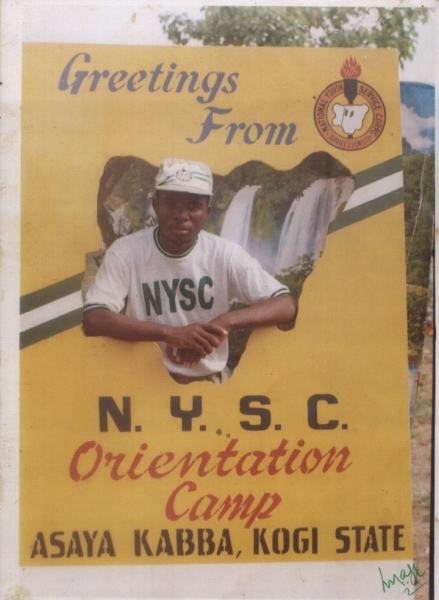 Greetings
From
NATIONAL YOUTH SERVICE CORPS
NYSC
N. Y. S. C.
Orientation
Camp
ASAYA KABBA, KOGI STATE